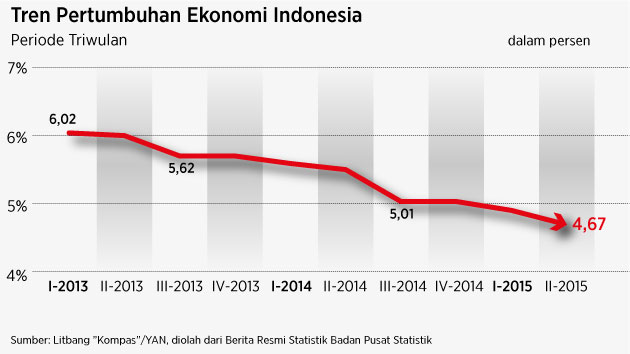 Tren Pertumbuhan Ekonomi Indonesia
Periode Triwulan
dalam persen
7%
6,02
6%
5,62
5%
5,01
4,67
4%
I-2013 II-2013 III-2013 IV-2013 I-2014 II-2014 III-2014 IV-2014 I-2015 II-2015
Sumber: Litbang "Kompas"/YAN, diolah dari Berita Resmi Statistik Badan Pusat Statistik